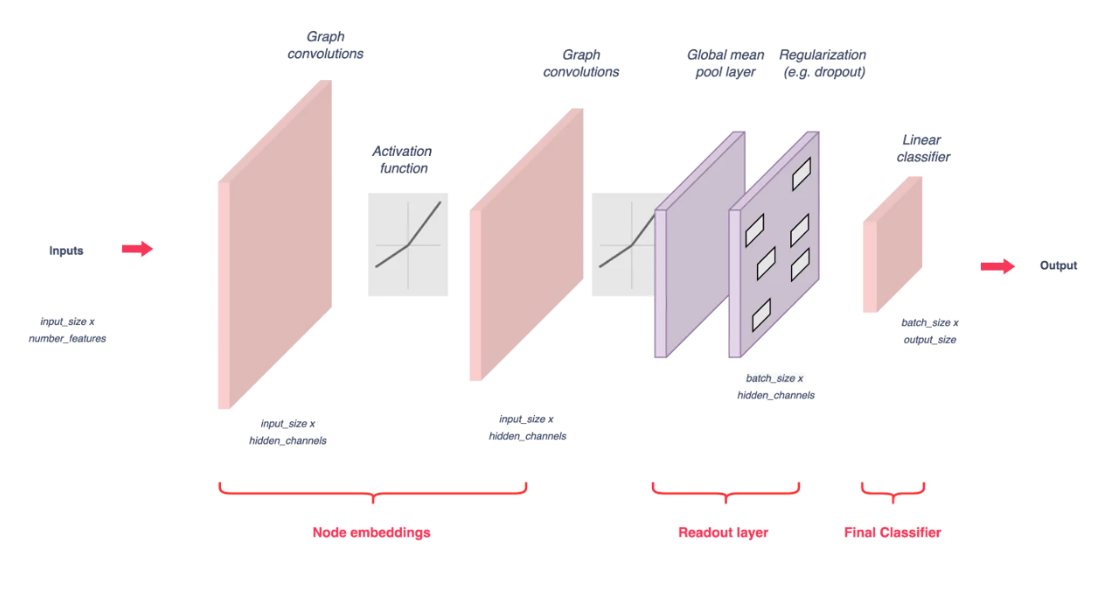 Graph
convolutions
Graph
convolutions
Global mean
pool layer
Regularization
(e.g. dropout)
Activation
function
Linear
classifier
Inputs
Output
input_size x
number_features
batch_size x
output_size
batch_size x
hidden_channels
input_size x
hidden_channels
input_size x
hidden_channels
Node embeddings
Readout layer
Final Classifier